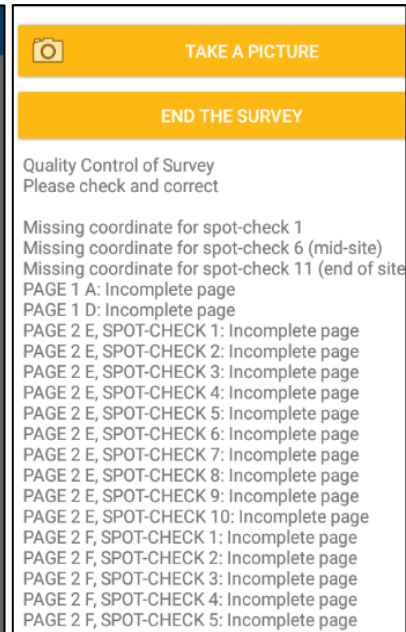 TAKE A PICTURE
END THE SURVEY
Quality Control of Survey
Please check and correct
Missing coordinate for spot-check 1
Missing coordinate for spot-check 6 (mid-site)
Missing coordinate for spot-check 11 (end of site
PAGE 1 A: Incomplete page
PAGE 1 D: Incomplete page
PAGE 2 E, SPOT-CHECK 1: Incomplete page
PAGE 2 E, SPOT-CHECK 2: Incomplete page
PAGE 2 E, SPOT-CHECK 3: Incomplete page
PAGE 2 E, SPOT-CHECK 4: Incomplete page
PAGE 2 E, SPOT-CHECK 5: Incomplete page
PAGE 2 E, SPOT-CHECK 6: Incomplete page
PAGE 2 E, SPOT-CHECK 7: Incomplete page
PAGE 2 E, SPOT-CHECK 8: Incomplete page
PAGE 2 E, SPOT-CHECK 9: Incomplete page
PAGE 2 E, SPOT-CHECK 10: Incomplete page
PAGE 2 F, SPOT-CHECK 1: Incomplete page
PAGE 2 F, SPOT-CHECK 2: Incomplete page
PAGE 2 F, SPOT-CHECK 3: Incomplete page
PAGE 2 F, SPOT-CHECK 4: Incomplete page
PAGE 2 F, SPOT-CHECK 5: Incomplete page